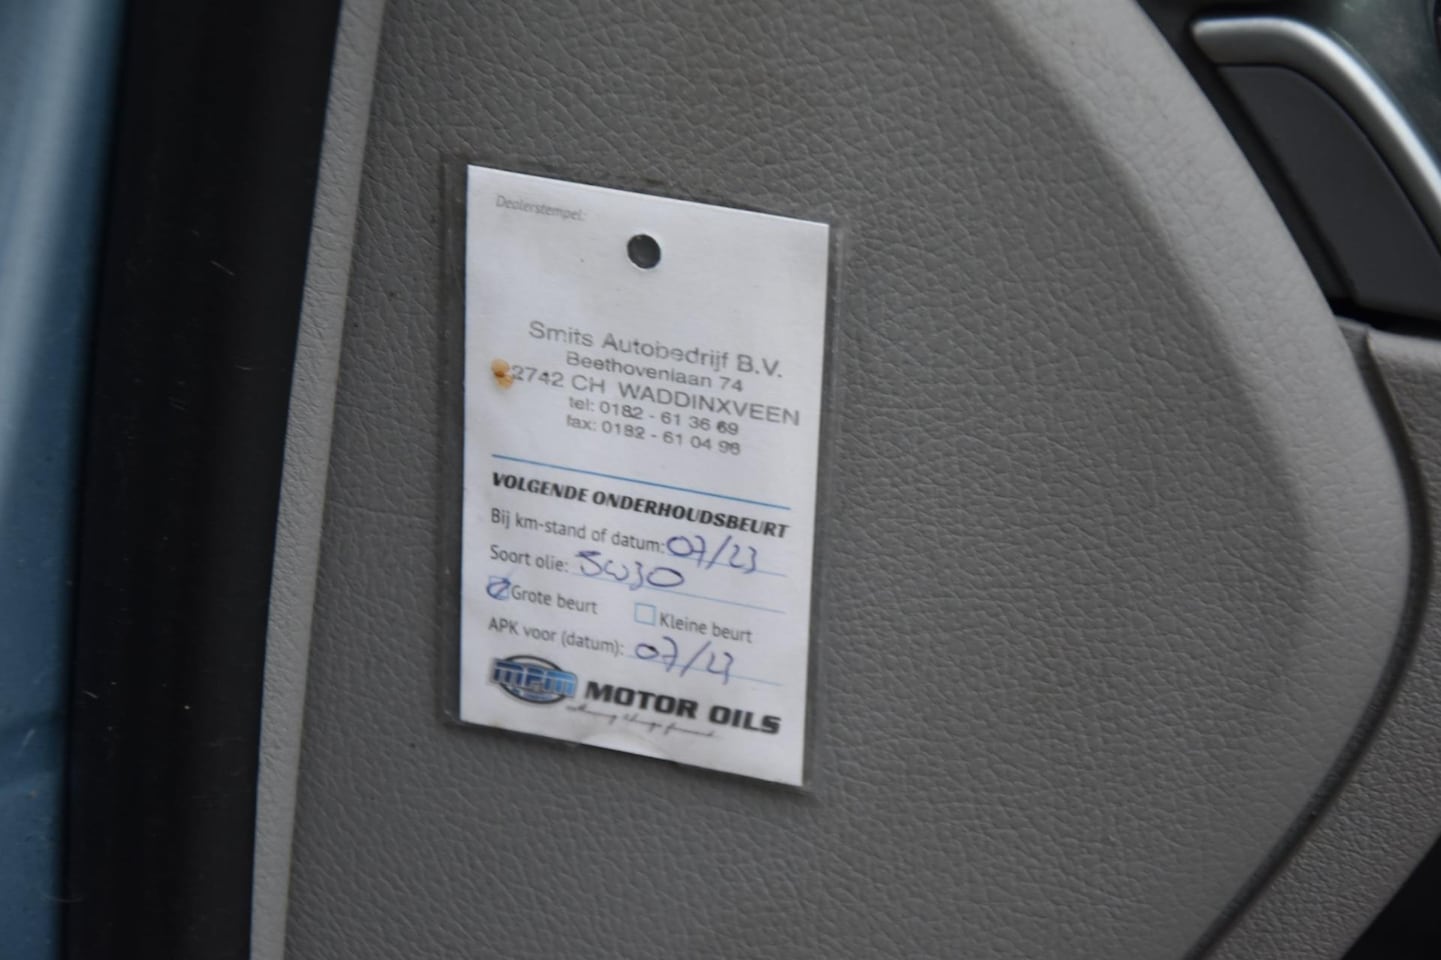 Dealerstempel:
Smits Autobedrijf B.V.
Beethovenlaan 74
2742 CH WADDINXVEEN
tel: 0182 - 61 36 69
fax: 0182 - 61 04 96
VOLGENDE ONDERHOUDSBEURT
Bij km-stand of datum: 07/23
Soort olie: 5W30
Grote beurt Kleine beurt
APK voor (datum): 07/23
MPM MOTOR OILS